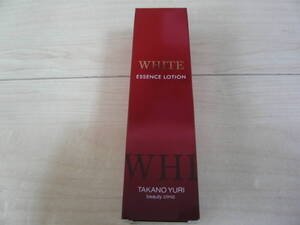 WHITE
ESSENCE LOTION
WHI
TAKANO YURI
beauty clinic